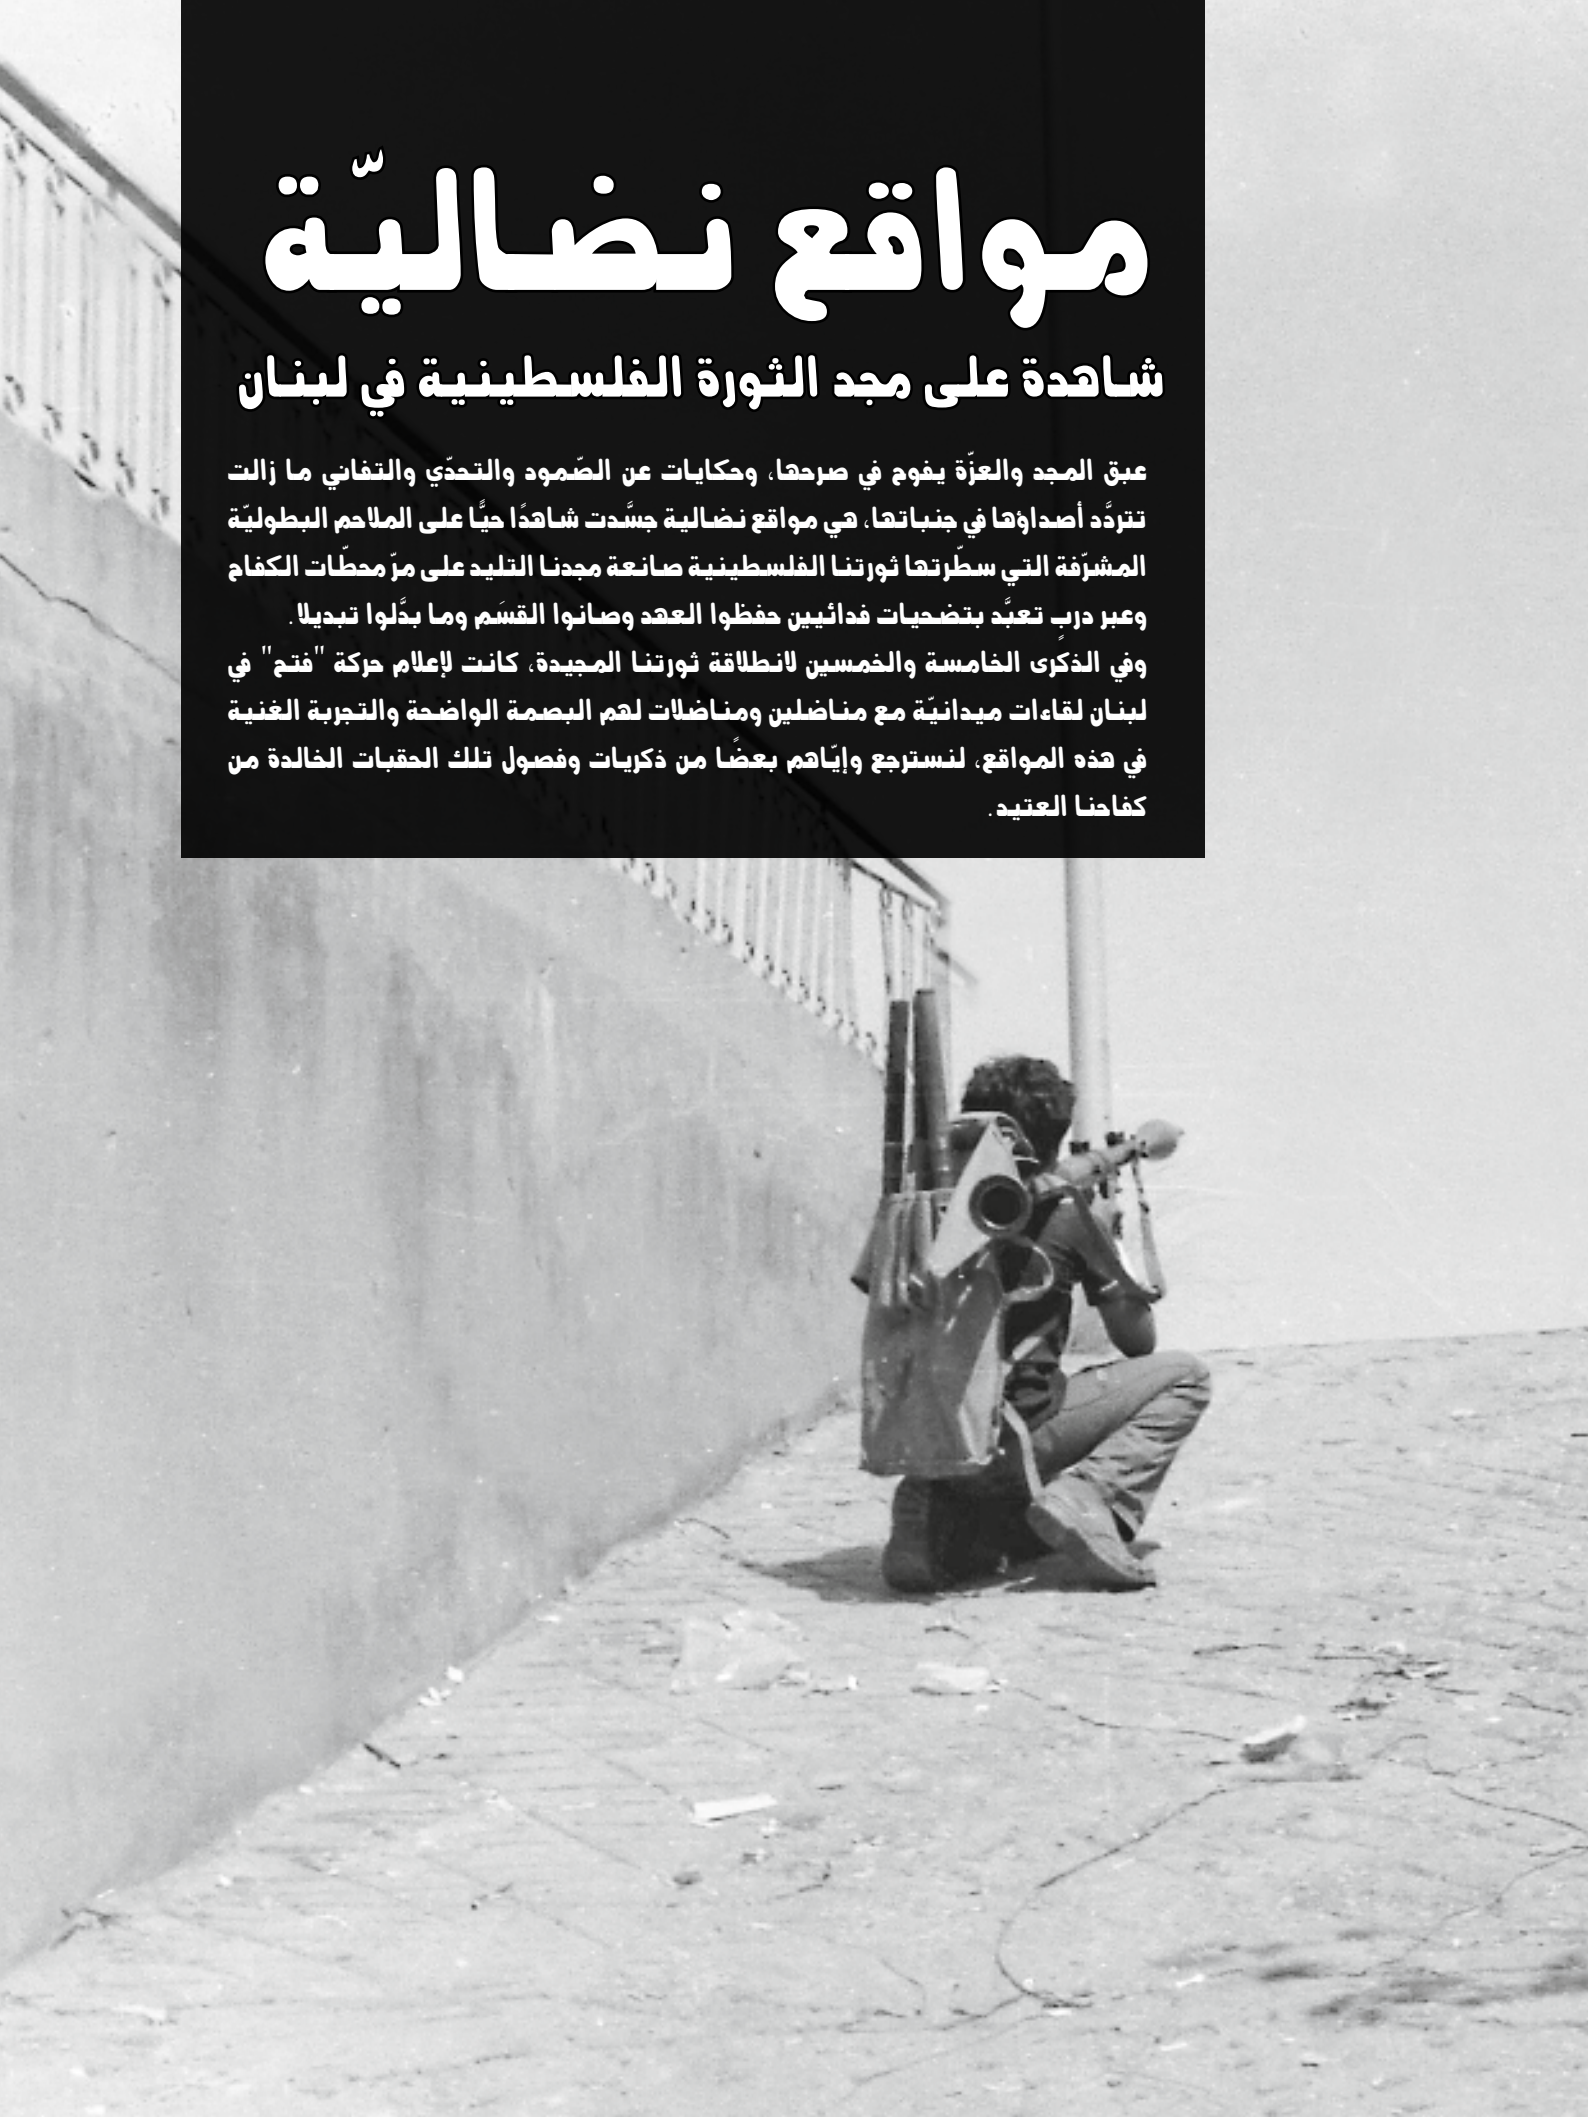 مواقع نضاليّة
شاهدة على مجد الثورة الفلسطينية في لبنان
عبق المجد والعزّة يفوح في صرحها، وحكايات عن الصّمود والتحدّي والتفاني ما زالت
تتردَّد أصداؤها في جنباتها، هي مواقع نضالية جسَّدت شاهدًا حيًّا على الملاحم البطوليّة
المشرّفة التي سطّرتها ثورتنا الفلسطينية صانعة مجدنا التليد على مرّ محطّات الكفاح
وعبر دربٍ تعبَّد بتضحيات فدائيين حفظوا العهد وصانوا القسَم وما بدَّلوا تبديلا.
وفي الذكرى الخامسة والخمسين لانطلاقة ثورتنا المجيدة، كانت لإعلام حركة "فتح" في
لبنان لقاءات ميدانيّة مع مناضلين ومناضلات لهم البصمة الواضحة والتجربة الغنية
في هذه المواقع، لنسترجع وإيّاهم بعضًا من ذكريات وفصول تلك الحقبات الخالدة من
كفاحنا العتيد.